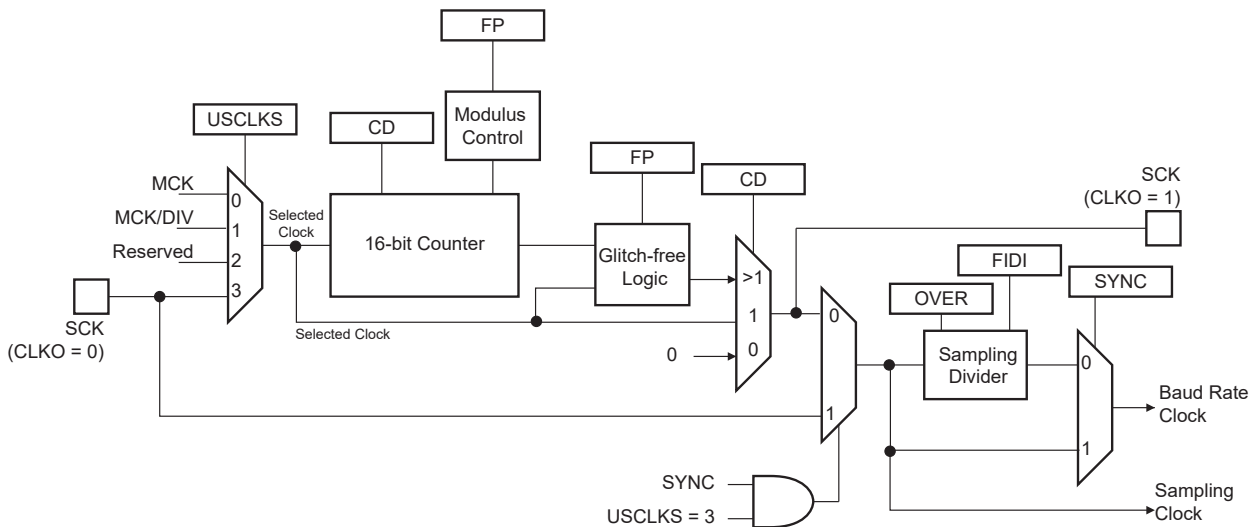 FP
USCLKS
CD
Modulus
Control
FP
CD
SCK
(CLKO = 1)
MCK
0
MCK/DIV
1
Reserved
2
3
Selected
Clock
16-bit Counter
Glitch-free
Logic
>1
1
0
0
SCK
(CLKO = 0)
Selected Clock
FIDI
OVER
SYNC
0
1
Sampling
Divider
0
1
Baud Rate
Clock
SYNC
USCLKS = 3
Sampling
Clock